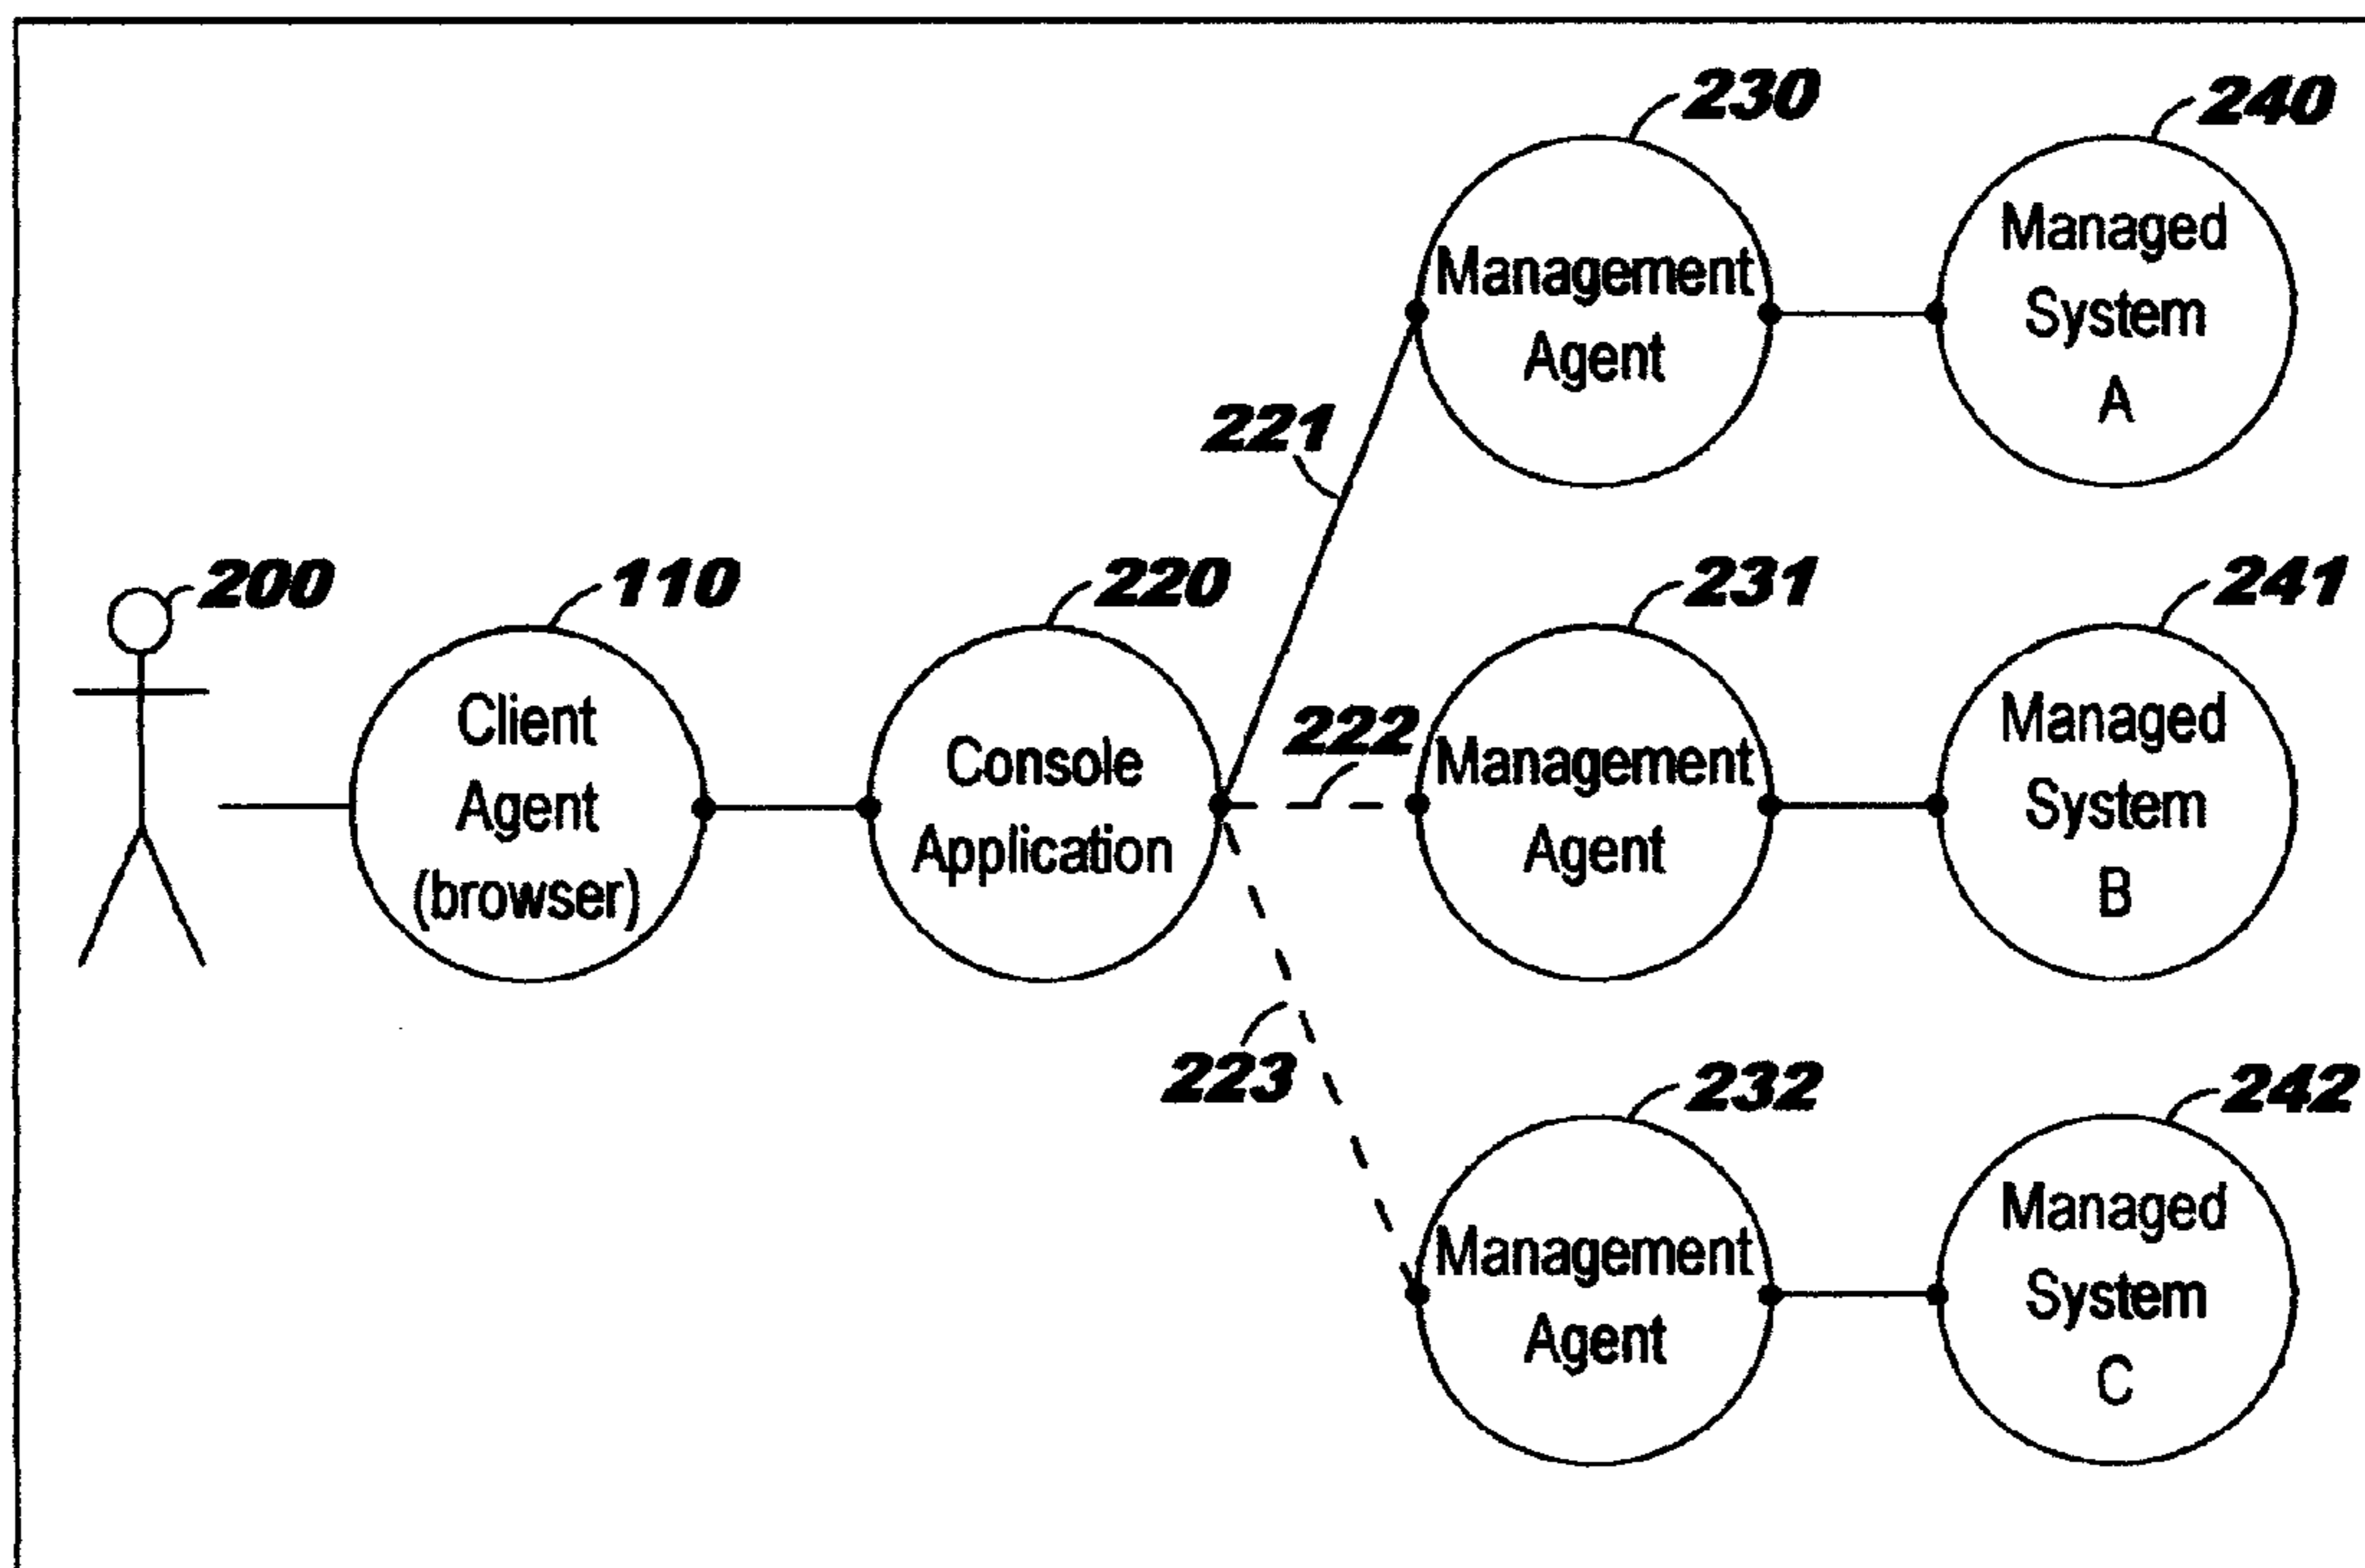 230
240
Management
Agent
Managed
System
A
221
200
110
220
231
241
Client
Agent
(browser)
Console
Application
222
Management
Agent
Managed
System
B
223
232
242
Management
Agent
Managed
System
C